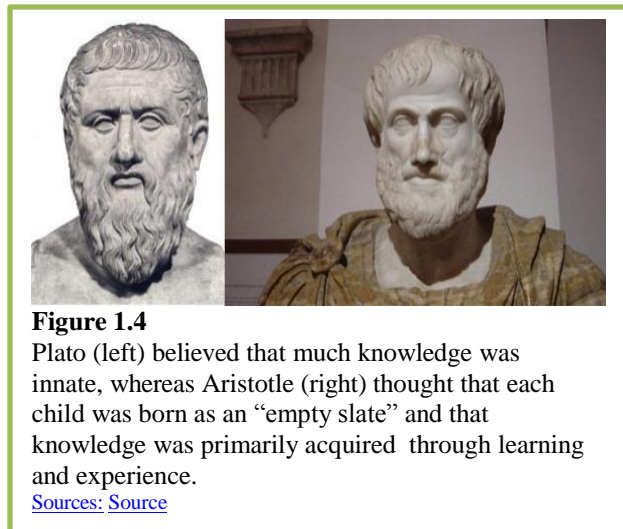 Figure 1.4
Plato (left) believed that much knowledge was
innate, whereas Aristotle (right) thought that each
child was born as an “empty slate” and that
knowledge was primarily acquired through learning
and experience.
Sources: Source